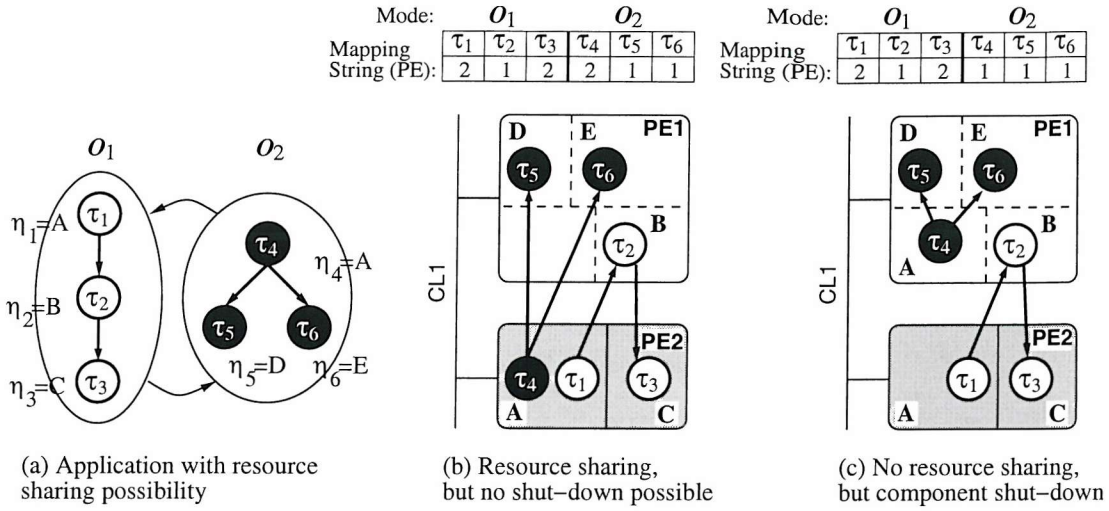 Mode: O1 O2
τ1 τ2 τ3 τ4 τ5 τ6
Mapping
String (PE): 2 1 2 2 1 1
Mode: O1 O2
τ1 τ2 τ3 τ4 τ5 τ6
Mapping
String (PE): 2 1 2 1 1 1
O1 O2
η1=A τ1
η2=B τ2
η3=C τ3
τ4 η4=A
τ5 τ6
η5=D η6=E
(a) Application with resource
sharing possibility
CL1
D E PE1
τ5 τ6
B
τ2
PE2
τ4 τ1 τ3
A C
(b) Resource sharing,
but no shut−down possible
CL1
D E PE1
τ5 τ6
B
τ4 τ2
A
PE2
τ1 τ3
A C
(c) No resource sharing,
but component shut−down